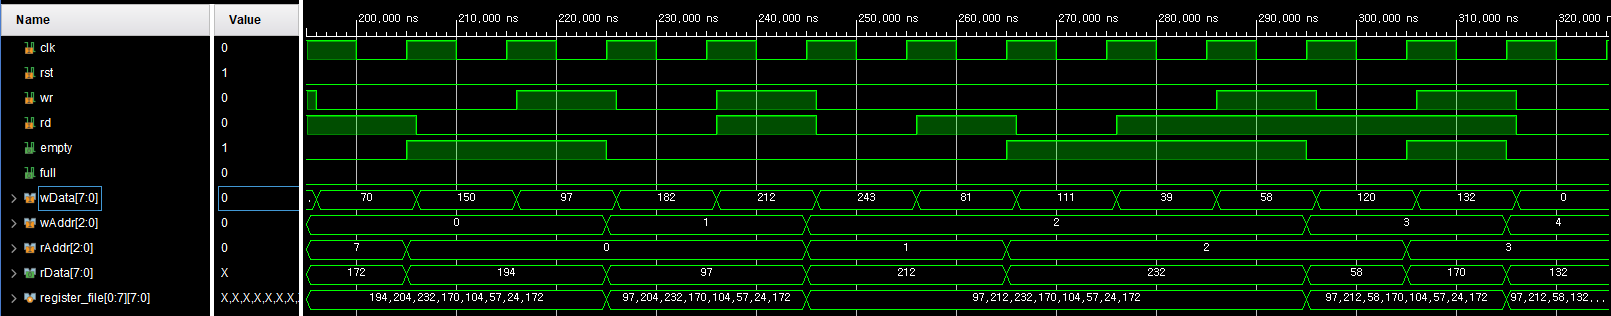 Name Value 200,000 ns 210,000 ns 220,000 ns 230,000 ns 240,000 ns 250,000 ns 260,000 ns 270,000 ns 280,000 ns 290,000 ns 300,000 ns 310,000 ns 320,000 ns
clk 0
rst 1
wr 0
rd 0
empty 1
full 0
wData[7:0] 0 70 150 97 182 212 243 81 111 39 58 120 132 0
wAddr[2:0] 0 0 1 2 3 4
rAddr[2:0] 0 7 0 1 2 3
rData[7:0] X 172 194 97 212 232 58 170 132
register_file[0:7][7:0] X,X,X,X,X,X,X, 194,204,232,170,104,57,24,172 97,204,232,170,104,57,24,172 97,212,232,170,104,57,24,172 97,212,58,170,104,57,24,172 97,212,58,132...